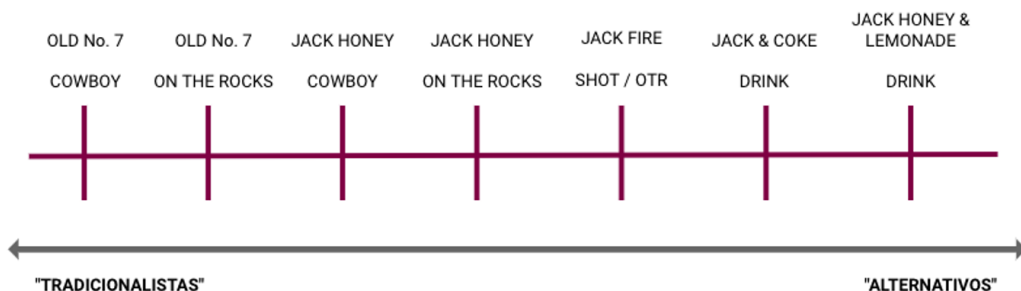 OLD No. 7
COWBOY
OLD No. 7
ON THE ROCKS
JACK HONEY
COWBOY
JACK HONEY
ON THE ROCKS
JACK FIRE
SHOT / OTR
JACK & COKE
DRINK
JACK HONEY &
LEMONADE
DRINK
"TRADICIONALISTAS"
"ALTERNATIVOS"